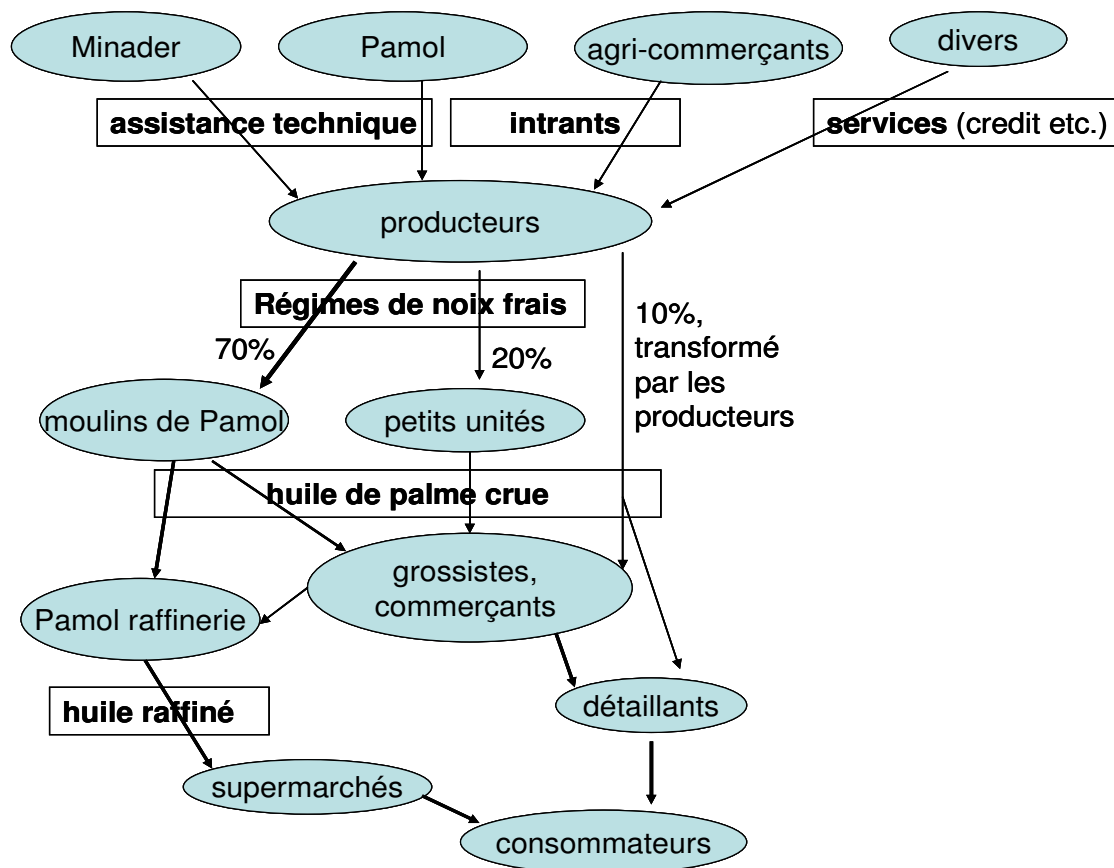 Minader
Pamol
agri-commerçants
divers
assistance technique
intrants
services (credit etc.)
producteurs
Régimes de noix frais
70%
20%
10%,
transformé
par les
producteurs
moulins de Pamol
petits unités
huile de palme crue
grossistes,
commerçants
Pamol raffinerie
détaillants
huile raffiné
supermarchés
consommateurs